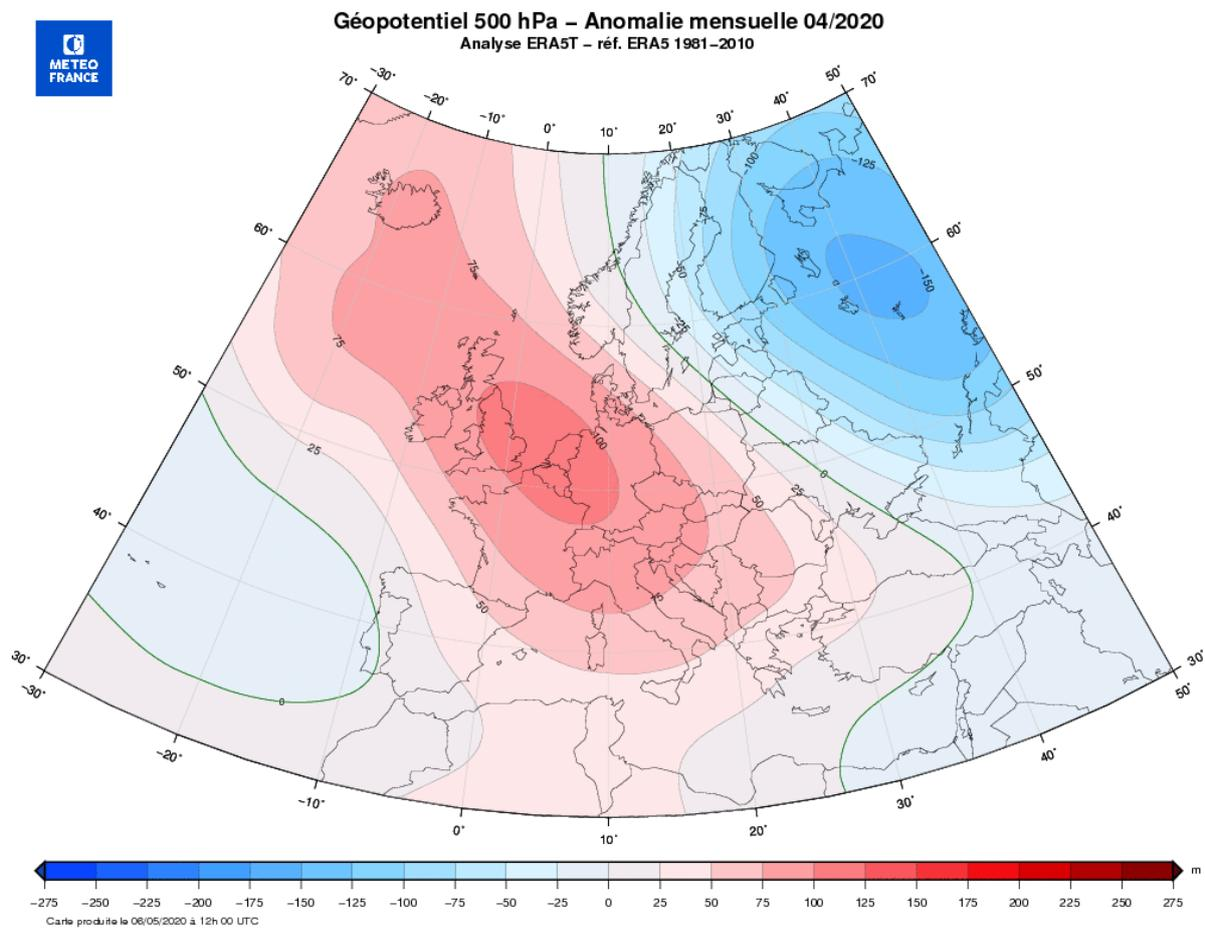 Géopotentiel 500 hPa – Anomalie mensuelle 04/2020
Analyse ERA5T – réf. ERA5 1981–2010
METEO
FRANCE
70° –30° –20° –10° 0° 10° 20° 30° 40° 50° 70°
60° 60°
50° 50°
40° 40°
30° 30°
–30° –20° –10° 0° 10° 20° 30° 40° 50°
–100 –125
–75
–150
–50
–25
75
75
100
25
0
50
25
50
75
0
–275 –250 –225 –200 –175 –150 –125 –100 –75 –50 –25 0 25 50 75 100 125 150 175 200 225 250 275
m
Carte produite le 06/05/2020 à 12h 00 UTC